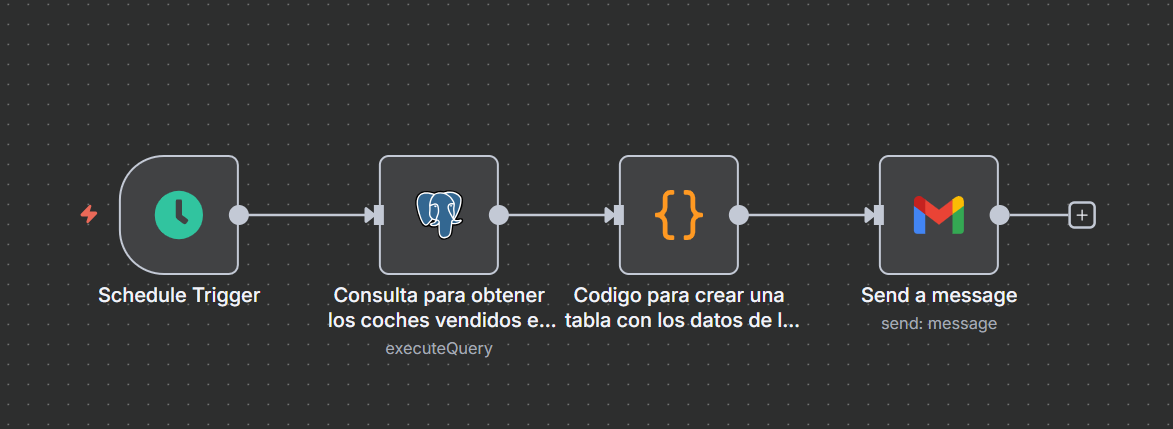 Schedule Trigger
Consulta para obtener
los coches vendidos e...
executeQuery
Codigo para crear una
tabla con los datos de l...
Send a message
send: message